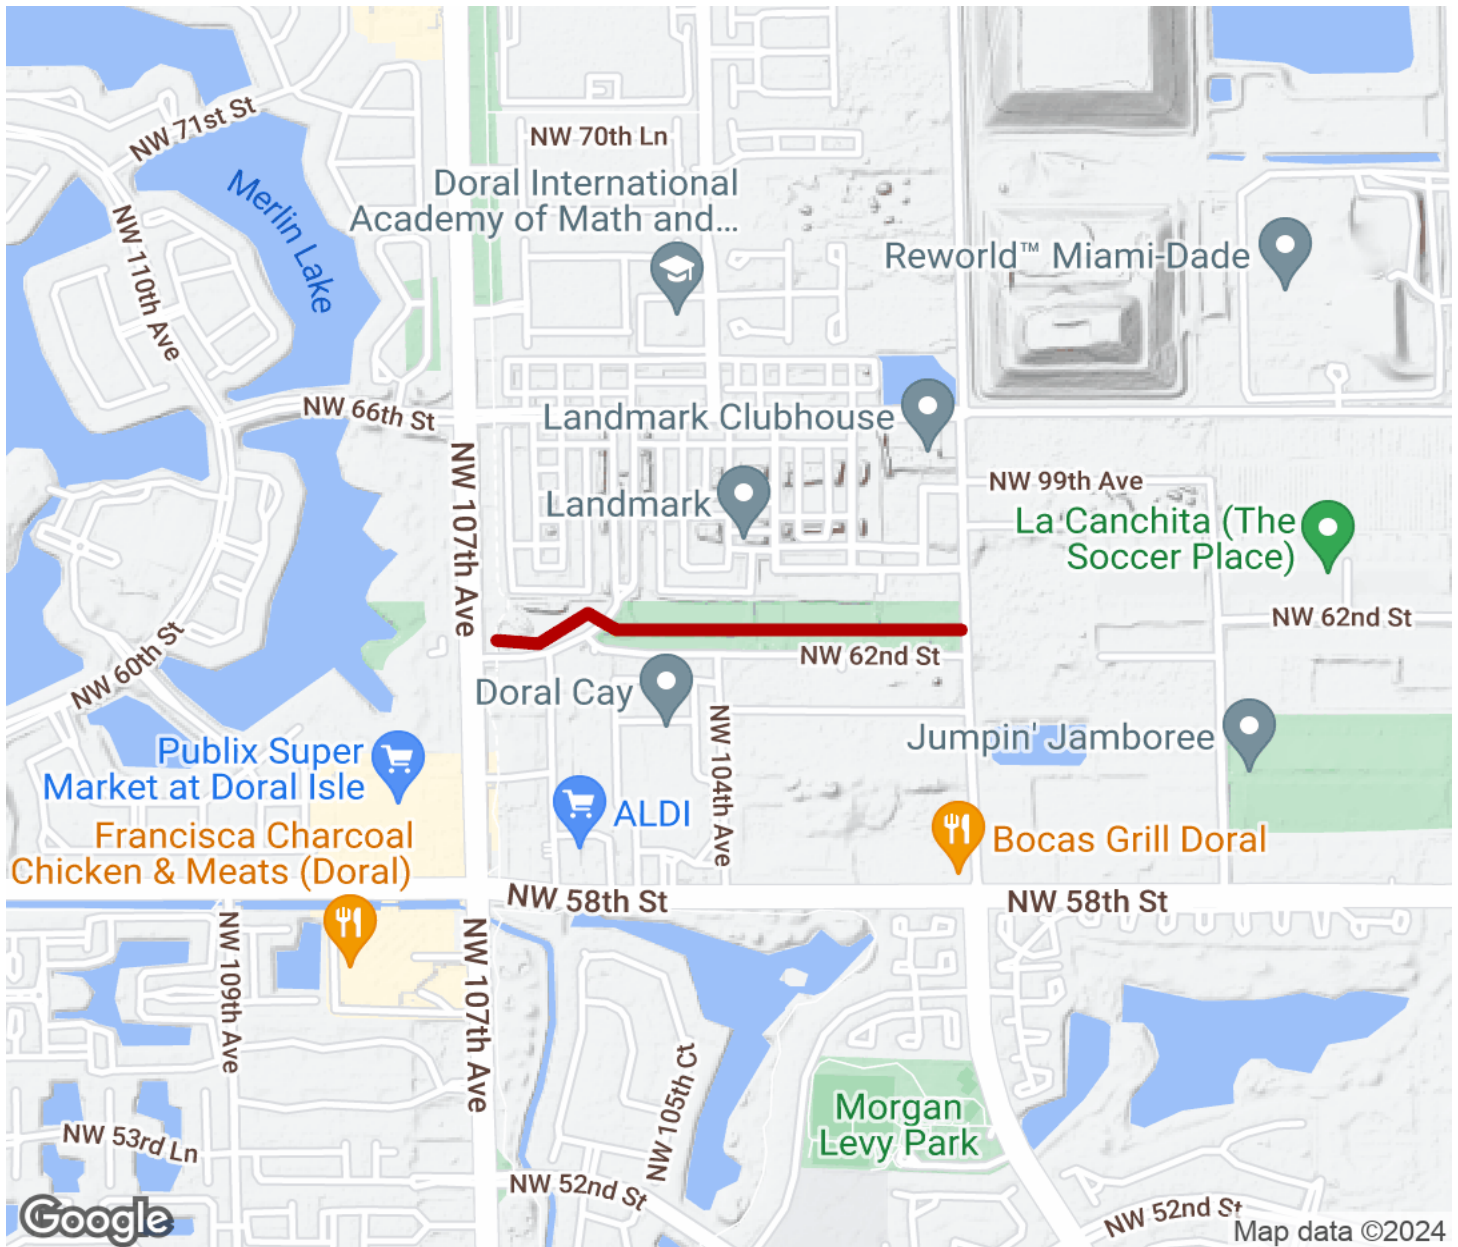 NW 71st St
NW 70th Ln
Merlin Lake
Doral International
Academy of Math and...
NW 110th Ave
Reworld™ Miami-Dade
NW 66th St
Landmark Clubhouse
NW 107th Ave
Landmark
NW 99th Ave
La Canchita (The
Soccer Place)
NW 62nd St
NW 60th St
NW 62nd St
Doral Cay
NW 104th Ave
Jumpin' Jamboree
Publix Super
Market at Doral Isle
ALDI
Francisca Charcoal
Chicken & Meats (Doral)
Bocas Grill Doral
NW 58th St
NW 58th St
NW 109th Ave
NW 107th Ave
NW 105th Ct
Morgan
Levy Park
NW 53rd Ln
NW 52nd St
NW 52nd St
Google
Map data ©2024